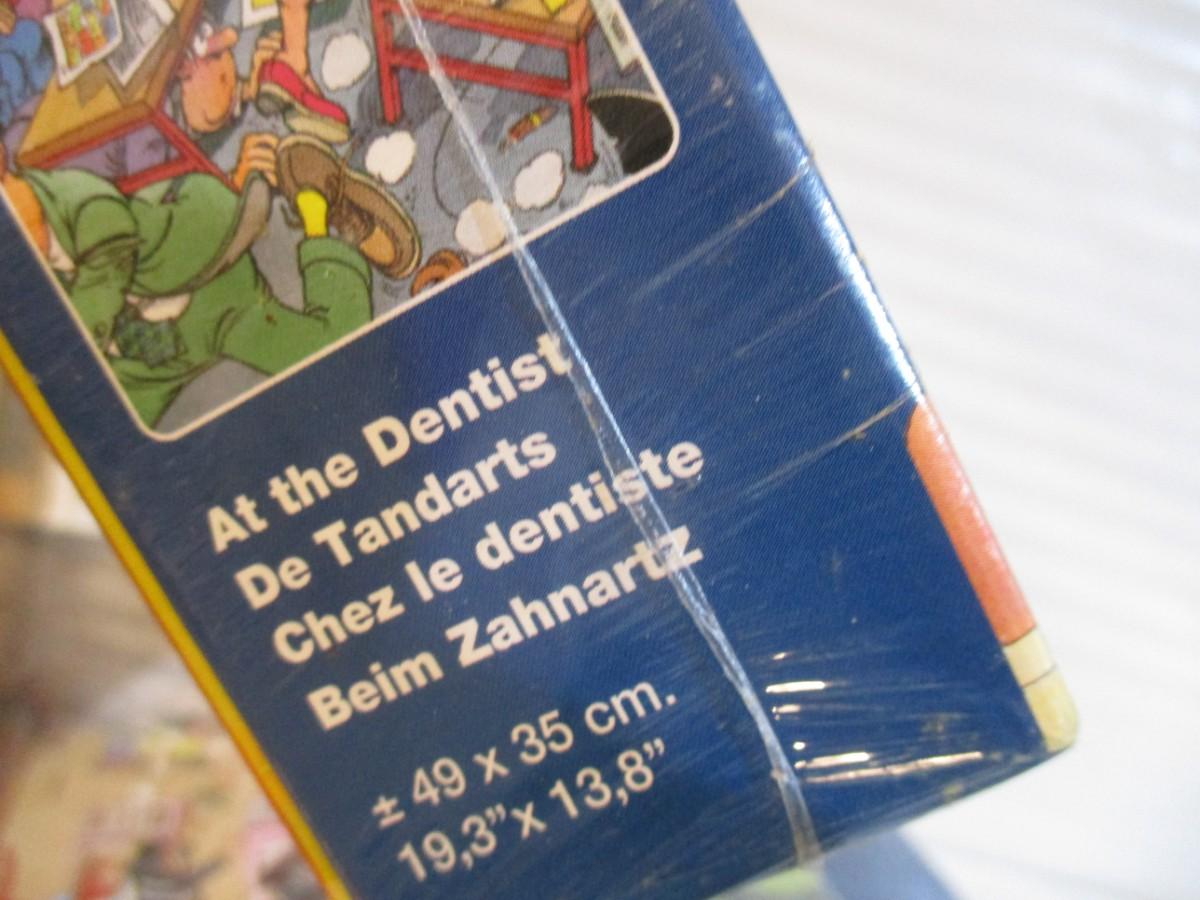 At the Dentist
De Tandarts
Chez le dentiste
Beim Zahnartz
± 49 x 35 cm.
19,3” x 13,8”